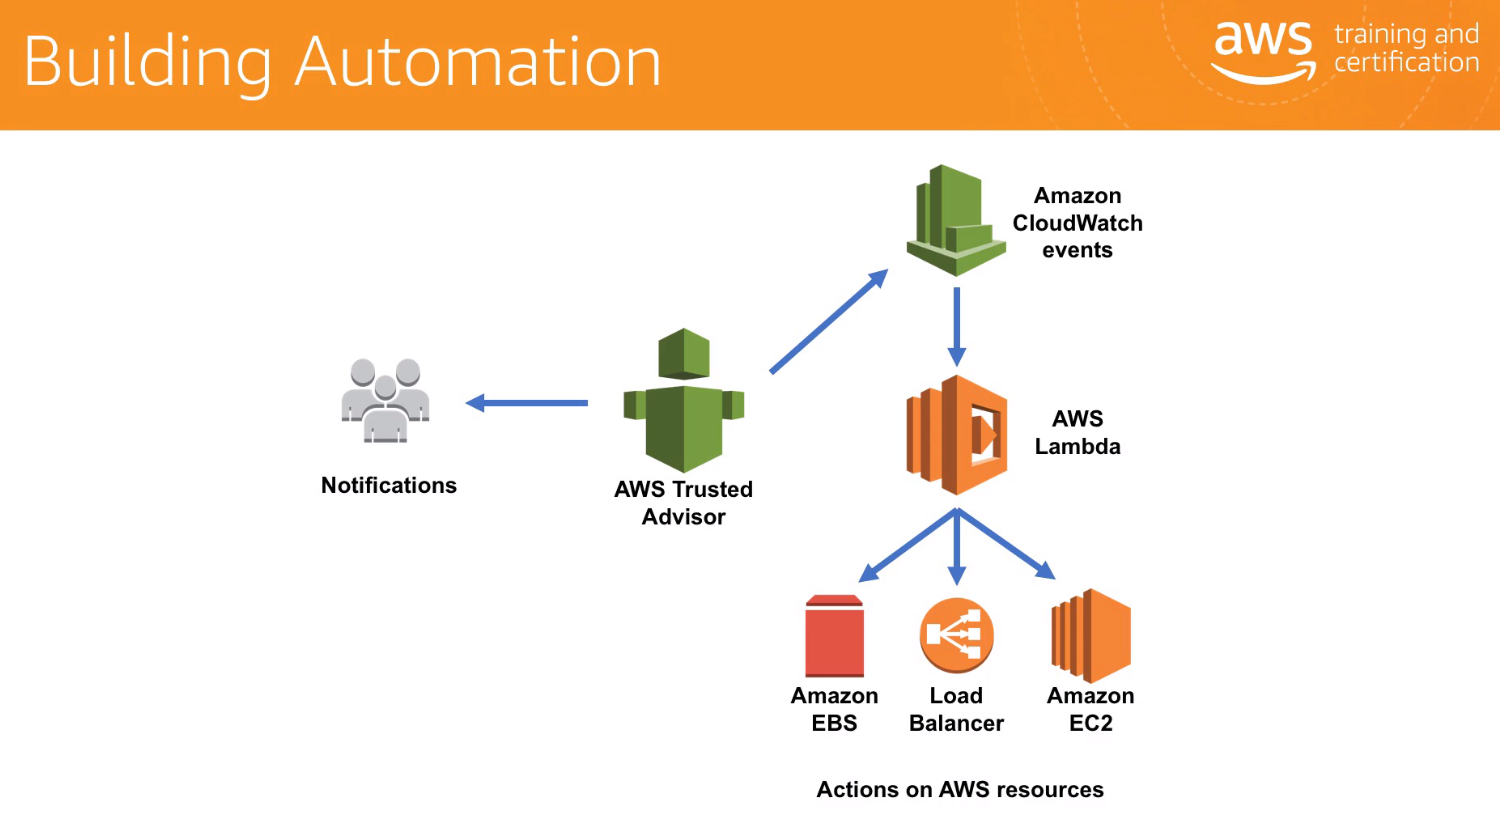 Building Automation
aws training and
certification
Amazon
CloudWatch
events
Notifications
AWS Trusted
Advisor
AWS
Lambda
Amazon
EBS
Load
Balancer
Amazon
EC2
Actions on AWS resources